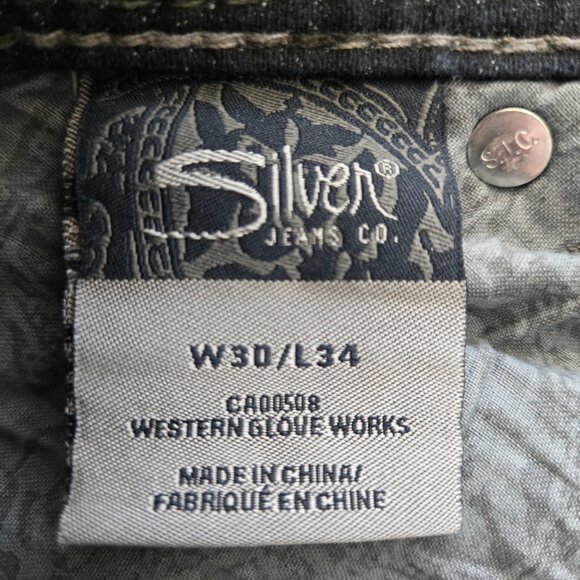 Silver®
JEANS CO.
S.J.C.
W30/L34
CA00508
WESTERN GLOVE WORKS
MADE IN CHINA/
FABRIQUÉ EN CHINE